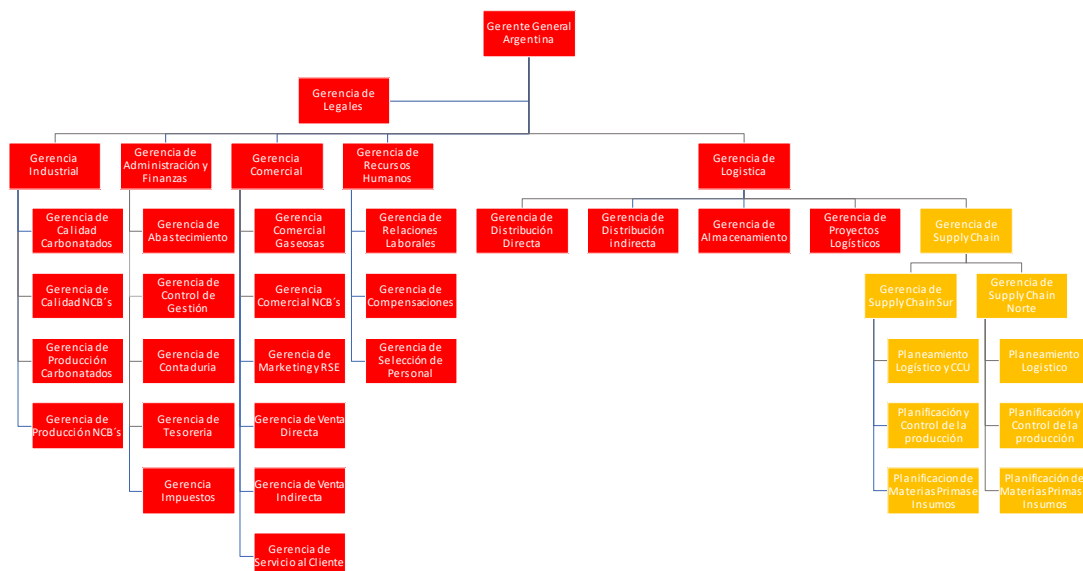 Gerente General
Argentina
Gerencia de
Legales
Gerencia
Industrial
Gerencia de
Administración y
Finanzas
Gerencia
Comercial
Gerencia de
Recursos
Humanos
Gerencia de
Logistica
Gerencia de
Calidad
Carbonatados
Gerencia de
Abastecimiento
Gerencia
Comercial
Gaseosas
Gerencia de
Relaciones
Laborales
Gerencia de
Distribución
Directa
Gerencia de
Distribución
indirecta
Gerencia de
Almacenamiento
Gerencia de
Proyectos
Logísticos
Gerencia de
Supply Chain
Gerencia de
Calidad NCB´s
Gerencia de
Control de
Gestión
Gerencia
Comercial NCB´s
Gerencia de
Compensaciones
Gerencia de
Supply Chain Sur
Gerencia de
Supply Chain
Norte
Gerencia de
Producción
Carbonatados
Gerencia de
Contaduria
Gerencia de
Marketing y RSE
Gerencia de
Selección de
Personal
Planeamiento
Logístico y CCU
Planeamiento
Logistico
Gerencia de
Producción NCB´s
Gerencia de
Tesoreria
Gerencia de Venta
Directa
Planificación y
Control de la
producción
Planificación y
Control de la
producción
Gerencia
Impuestos
Gerencia de Venta
Indirecta
Planificacion de
Materias Primas e
Insumos
Planificación de
Materias Primas e
Insumos
Gerencia de
Servicio al Cliente